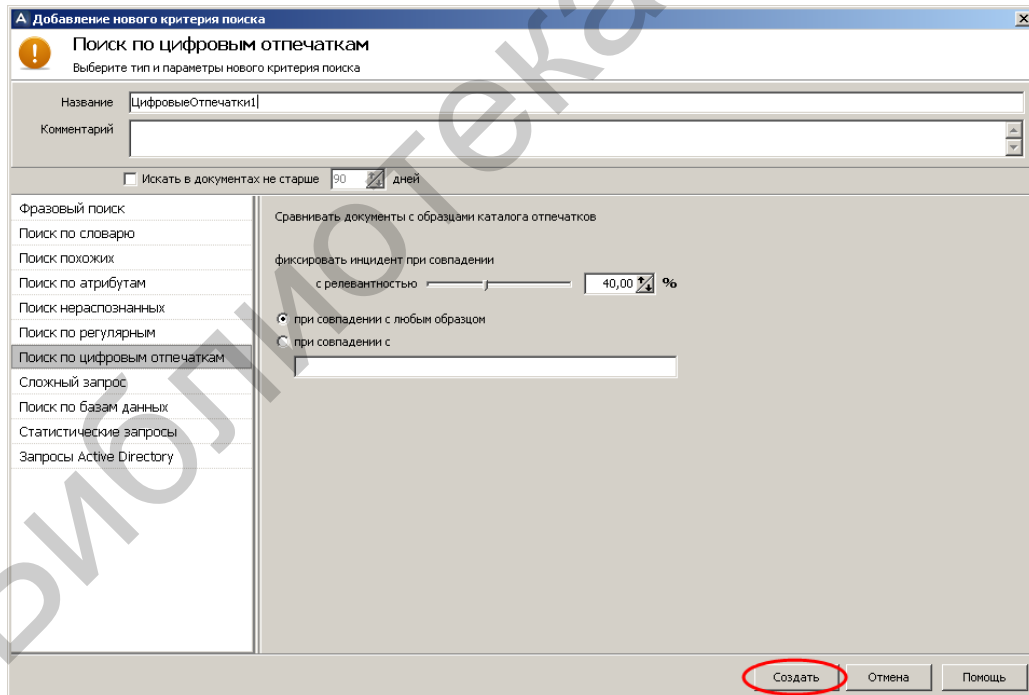 Добавление нового критерия поиска
Поиск по цифровым отпечаткам
Выберите тип и параметры нового критерия поиска
Название ЦифровыеОтпечатки1
Комментарий
Искать в документах не старше 90 дней
Фразовый поиск
Поиск по словарю
Поиск похожих
Поиск по атрибутам
Поиск нераспознанных
Поиск по регулярным
Поиск по цифровым отпечаткам
Сложный запрос
Поиск по базам данных
Статистические запросы
Запросы Active Directory
Сравнивать документы с образцами каталога отпечатков
фиксировать инцидент при совпадении
с релевантностью 40,00 %
при совпадении с любым образцом
при совпадении с
Создать Отмена Помощь
Библиотека